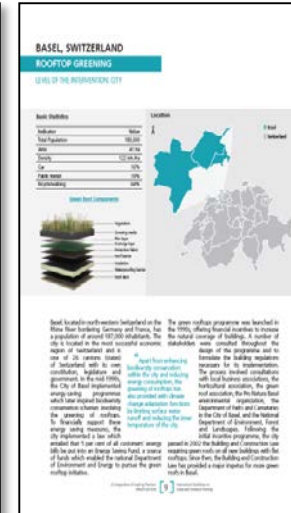 BASEL, SWITZERLAND
ROOFTOP GREENING
LEVEL OF THE INTERVENTION: CITY
Basic Statistics
Location
Indicator Value
Total Population
Area
Density
Car
Public transit
Bicycle/walking
Basel
Switzerland
Green Roof Components
Vegetation
Growing media
Filter layer
Drainage layer
Waterproofing layer
Roof deck
Basel, located in north-western Switzerland on the
Rhine River bordering Germany and France, has
a population of around 187,000 inhabitants. The
city is located in the most successful economic
region of Switzerland and is
one of 26 cantons (states)
of Switzerland with its own
constitution, legislature and
government. In the mid-1990s,
the City of Basel implemented
energy-saving programmes
which later inspired biodiversity
conservation schemes involving
the greening of rooftops.
To financially support these
energy saving measures, the
city implemented a law which
enacted that 5 per cent of all customers' energy
bills be put into an Energy Saving Fund, a source
of funds which enabled the national Department
of Environment and Energy to pursue the green
rooftop initiative.
Apart from enhancing
biodiversity conservation
within the city and reducing
energy consumption, the
greening of rooftops has
also provided with climate
change adaptation functions
by limiting surface water
runoff and reducing the inner
temperature of the city.
The green rooftops programme was launched in
the 1990s, offering financial incentives to increase
the natural coverage of buildings. A number of
stakeholders were consulted throughout the
design of the programme and to
formulate the building regulations
necessary for its implementation.
The process involved consultations
with local business associations, the
horticultural association, the green
roof association, the Pro Natura Basel
environmental organization, the
Department of Parks and Cemeteries
in the City of Basel, and the National
Department of Environment, Forest
and Landscapes. Following the
initial incentive programme, the city
passed in 2002 the Building and Construction Law
requiring green roofs on all new buildings with flat
rooftops. Since then, the Building and Construction
Law has provided a major impetus for more green
roofs in Basel.
9